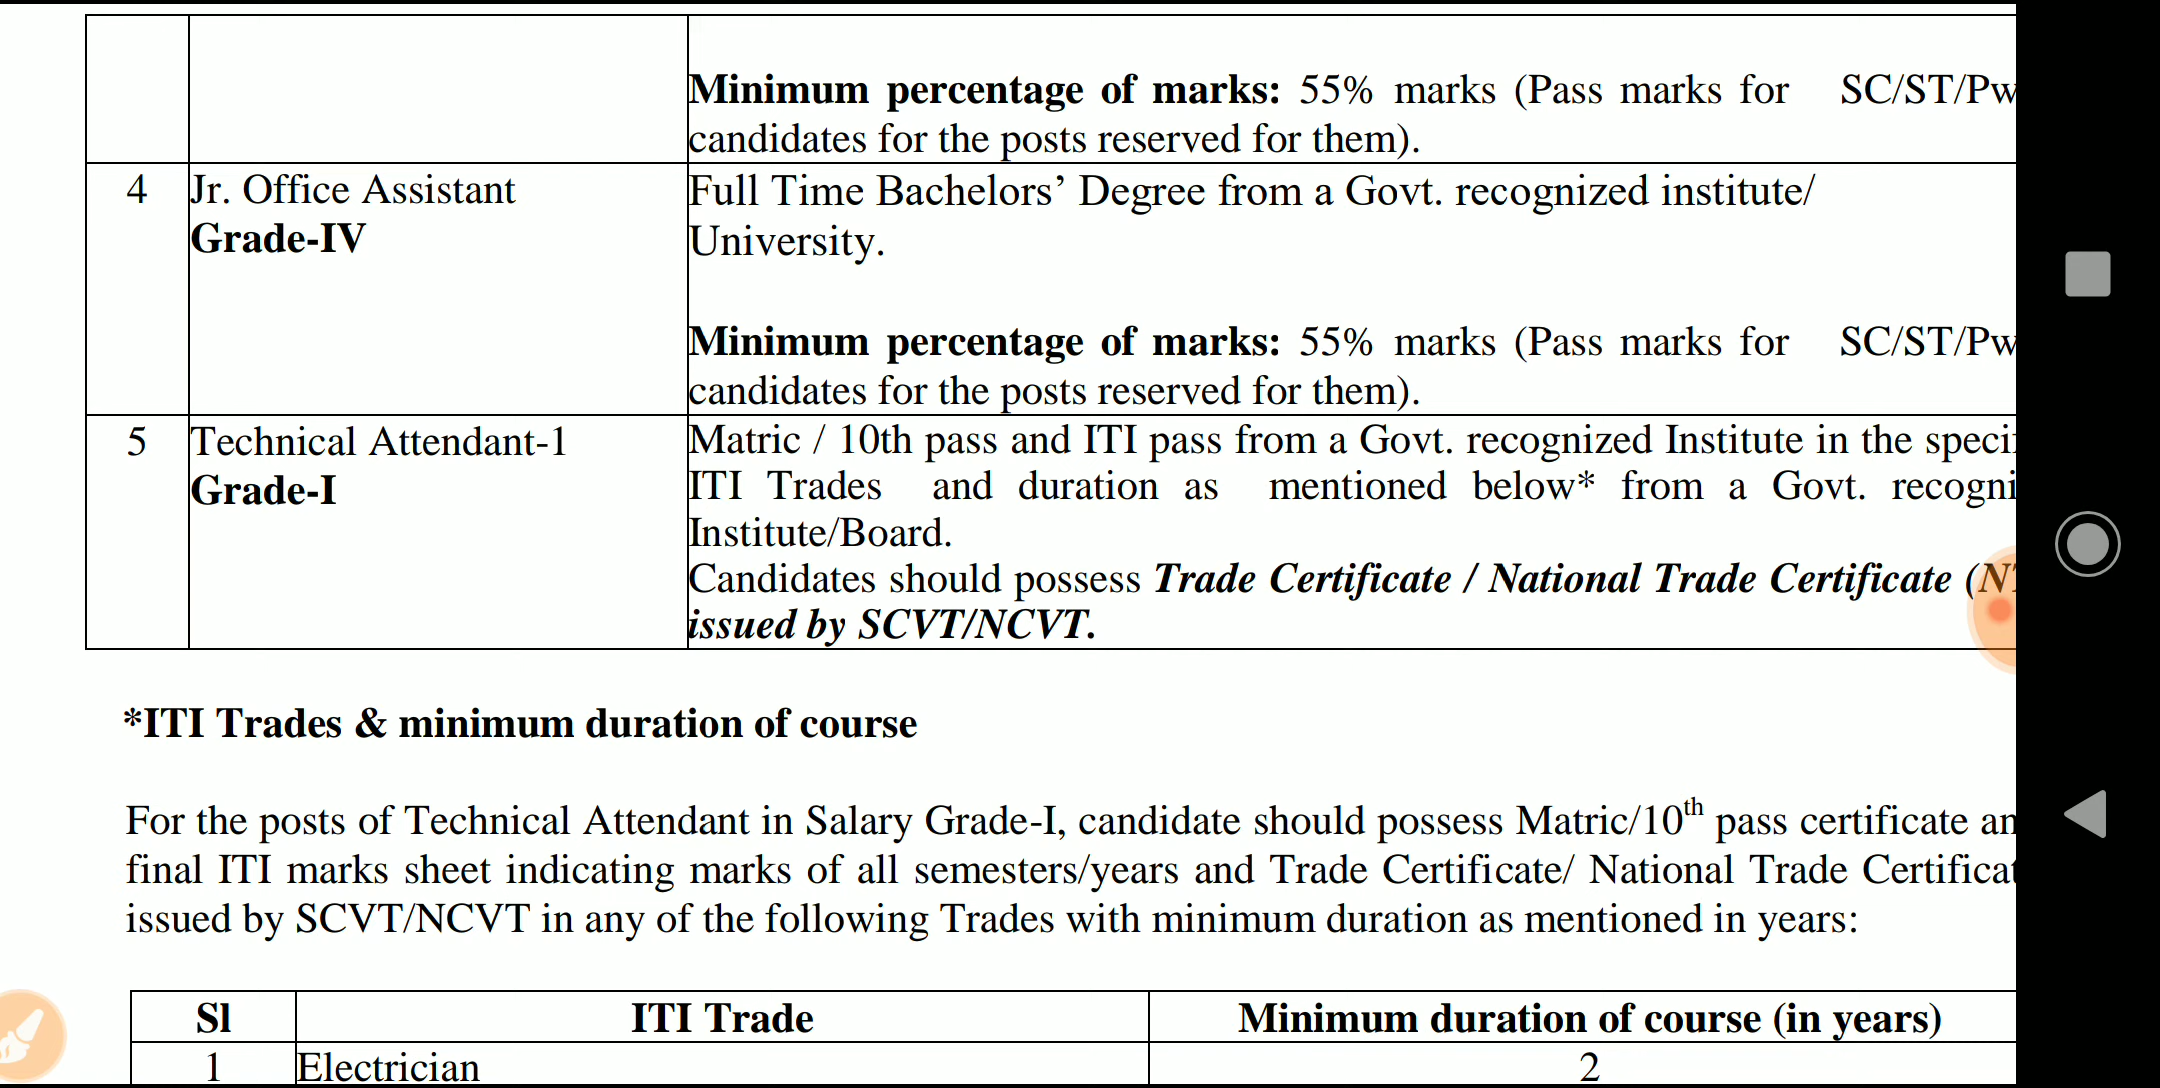 Minimum percentage of marks: 55% marks (Pass marks for SC/ST/Pw
candidates for the posts reserved for them).
4 Jr. Office Assistant Full Time Bachelors’ Degree from a Govt. recognized institute/
Grade-IV University.
Minimum percentage of marks: 55% marks (Pass marks for SC/ST/Pw
candidates for the posts reserved for them).
5 Technical Attendant-1 Matric / 10th pass and ITI pass from a Govt. recognized Institute in the speci
Grade-I ITI Trades and duration as mentioned below* from a Govt. recogni
Institute/Board.
Candidates should possess Trade Certificate / National Trade Certificate (NT
issued by SCVT/NCVT.
*ITI Trades & minimum duration of course
For the posts of Technical Attendant in Salary Grade-I, candidate should possess Matric/10th pass certificate an
final ITI marks sheet indicating marks of all semesters/years and Trade Certificate/ National Trade Certificat
issued by SCVT/NCVT in any of the following Trades with minimum duration as mentioned in years:
Sl ITI Trade Minimum duration of course (in years)
1 Electrician 2